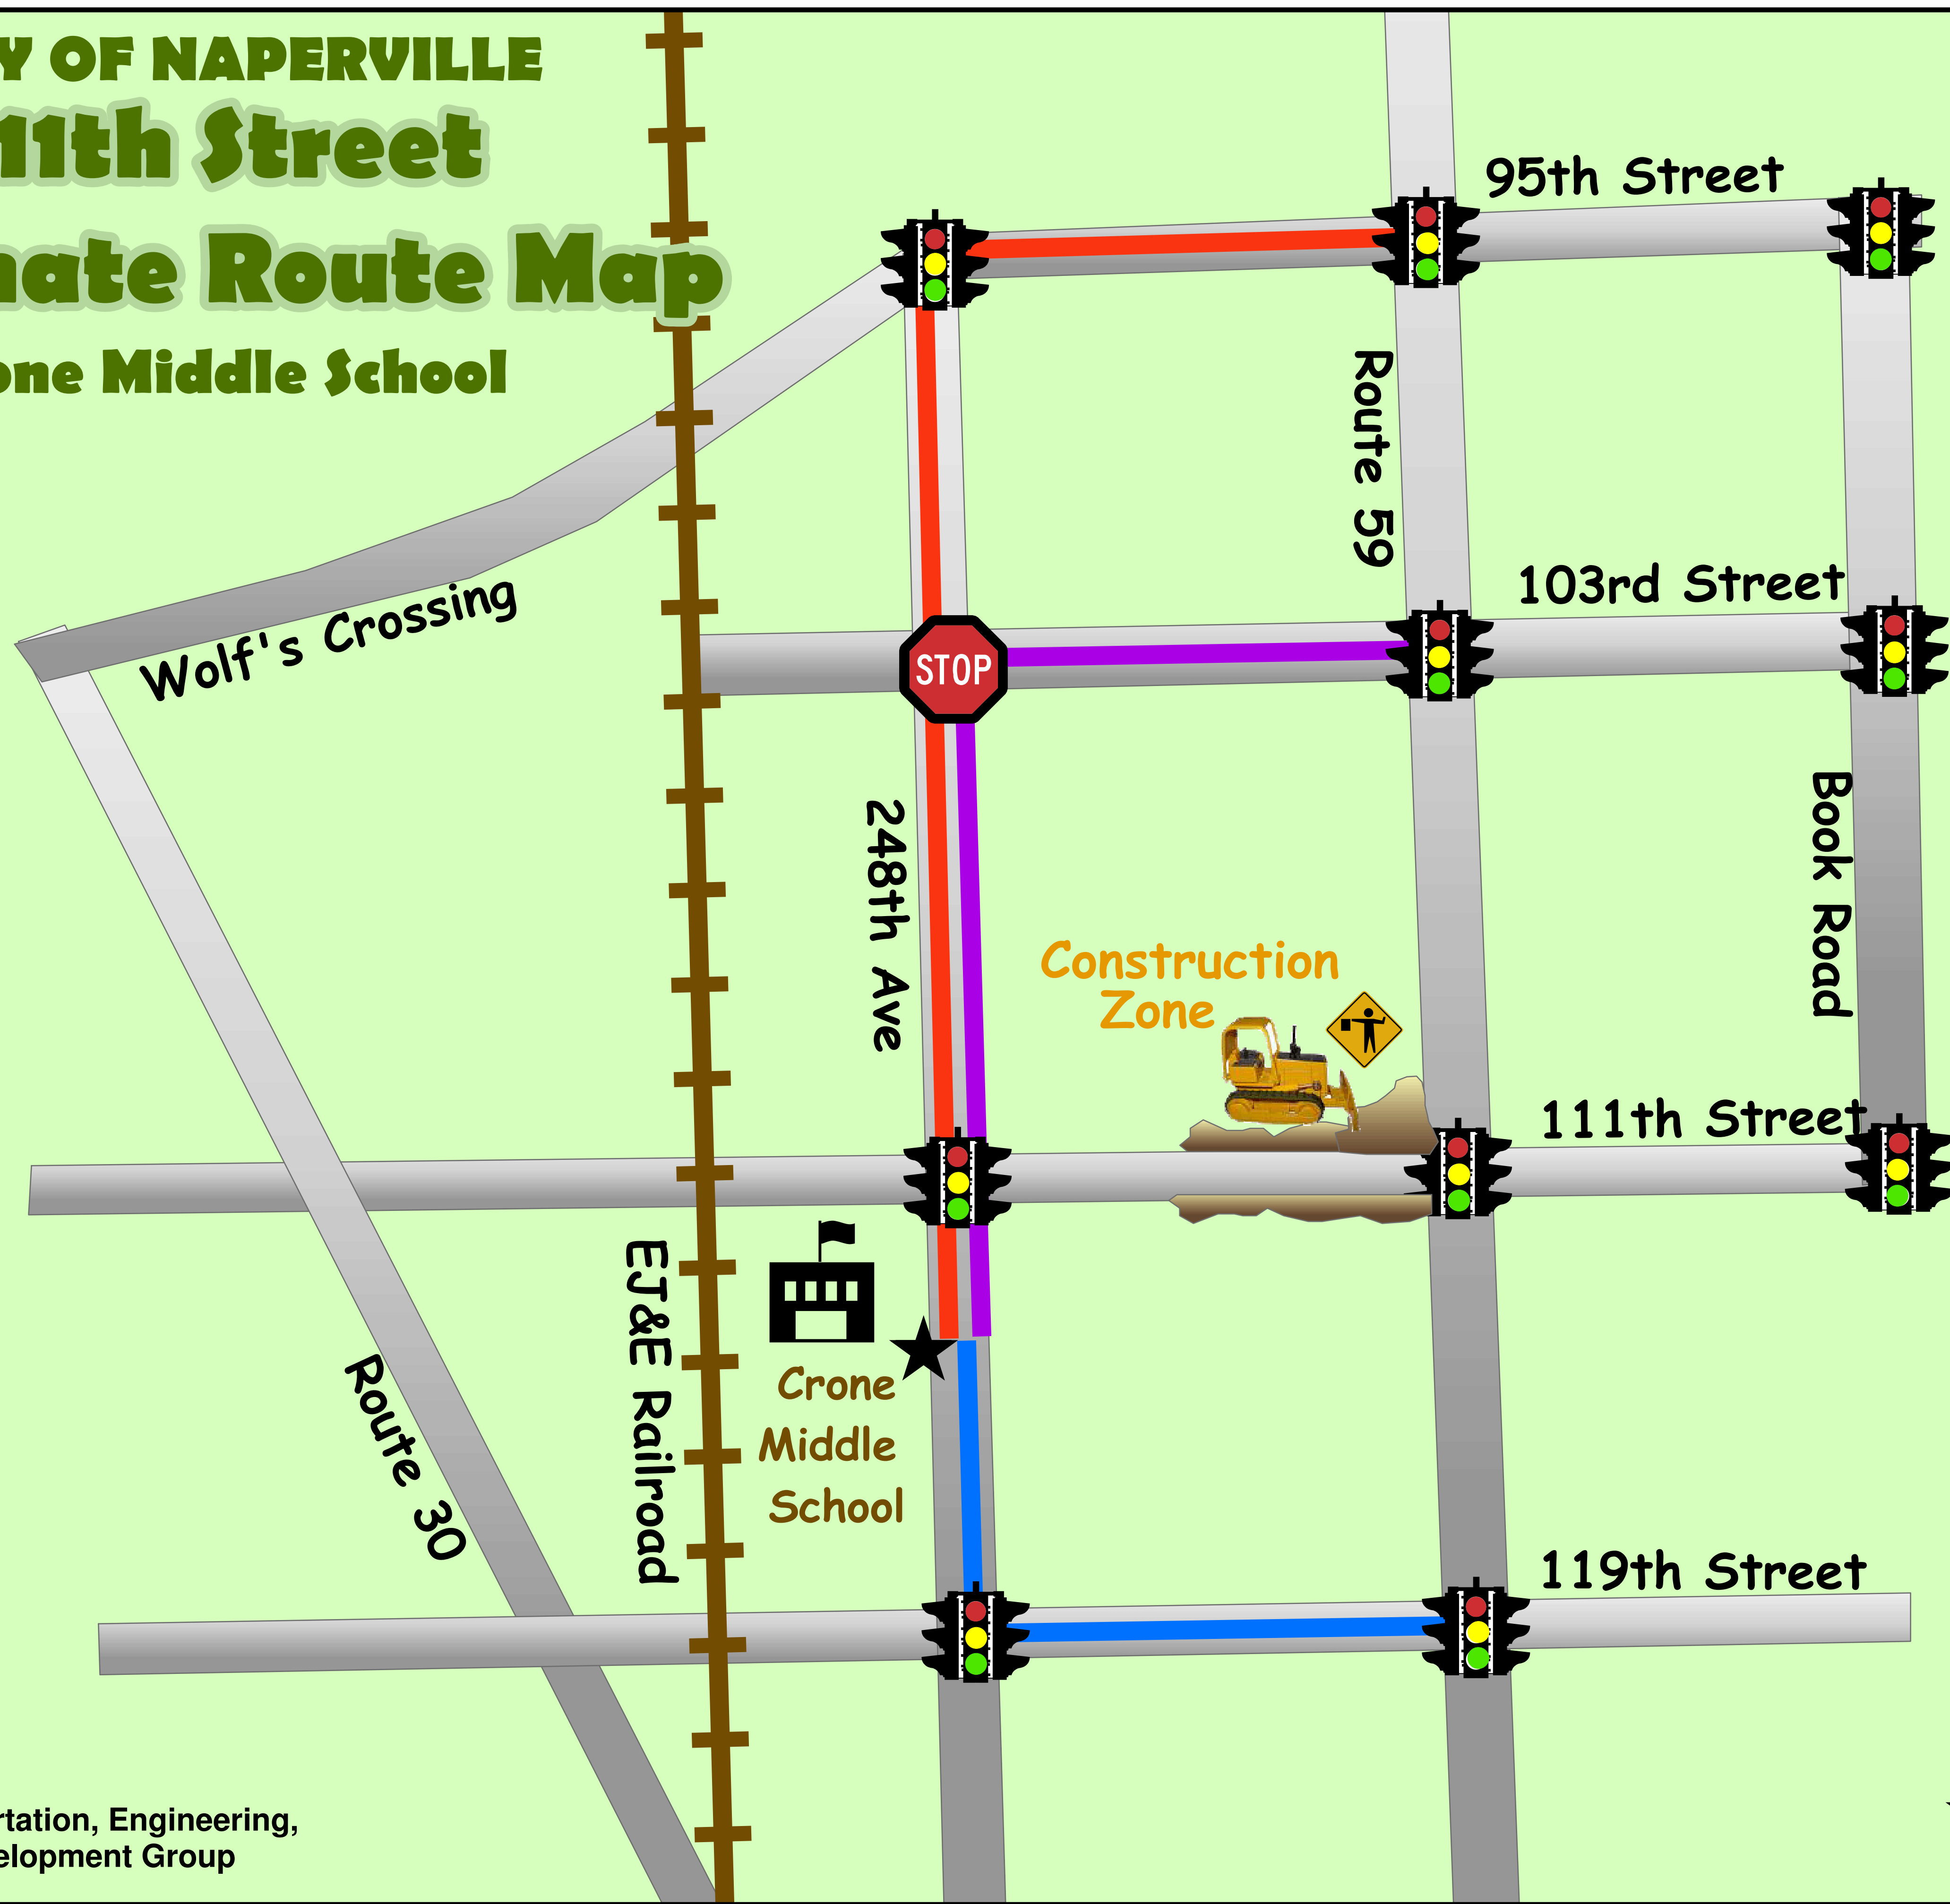 Y OF NAPERVILLE
11th Street
nate Route Map
one Middle School
95th Street
Route 59
103rd Street
Wolf's Crossing
STOP
Book Road
248th Ave
Construction
Zone
111th Street
EJ&E Railroad
Route 30
Crone
Middle
School
119th Street
rtation, Engineering,
elopment Group